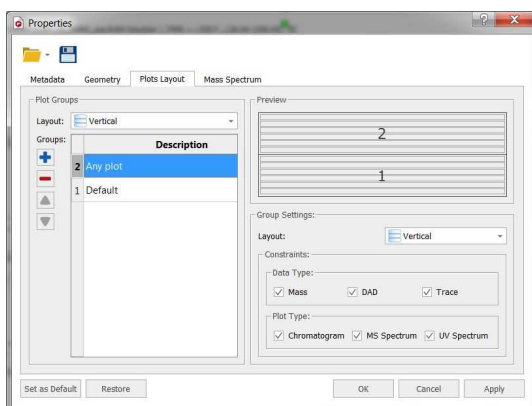 Properties
Metadata Geometry Plots Layout Mass Spectrum
Plot Groups
Layout: Vertical
Groups:
Description
2 Any plot
1 Default
Preview
2
1
Group Settings:
Layout: Vertical
Constraints:
Data Type:
Mass DAD Trace
Plot Type:
Chromatogram MS Spectrum UV Spectrum
Set as Default Restore OK Cancel Apply